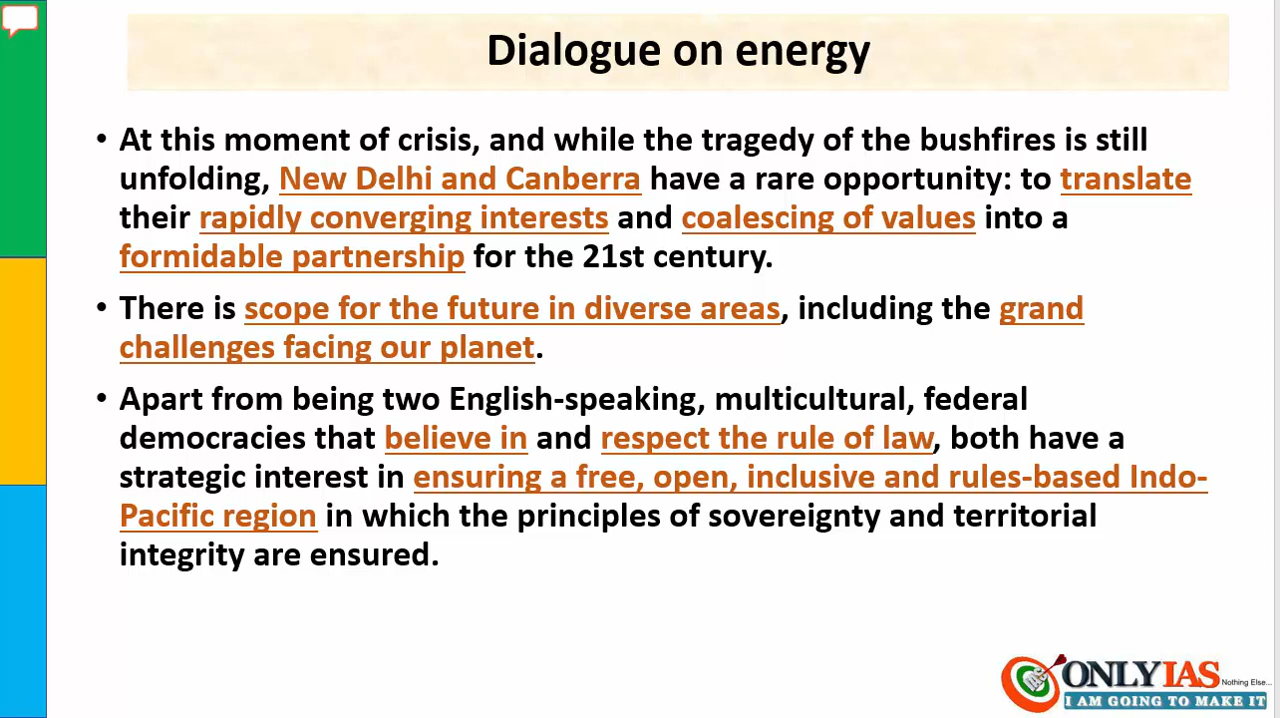 Dialogue on energy
• At this moment of crisis, and while the tragedy of the bushfires is still
unfolding, New Delhi and Canberra have a rare opportunity: to translate
their rapidly converging interests and coalescing of values into a
formidable partnership for the 21st century.
• There is scope for the future in diverse areas, including the grand
challenges facing our planet.
• Apart from being two English-speaking, multicultural, federal
democracies that believe in and respect the rule of law, both have a
strategic interest in ensuring a free, open, inclusive and rules-based Indo-
Pacific region in which the principles of sovereignty and territorial
integrity are ensured.
ONLYIAS Nothing Else...
I AM GOING TO MAKE IT